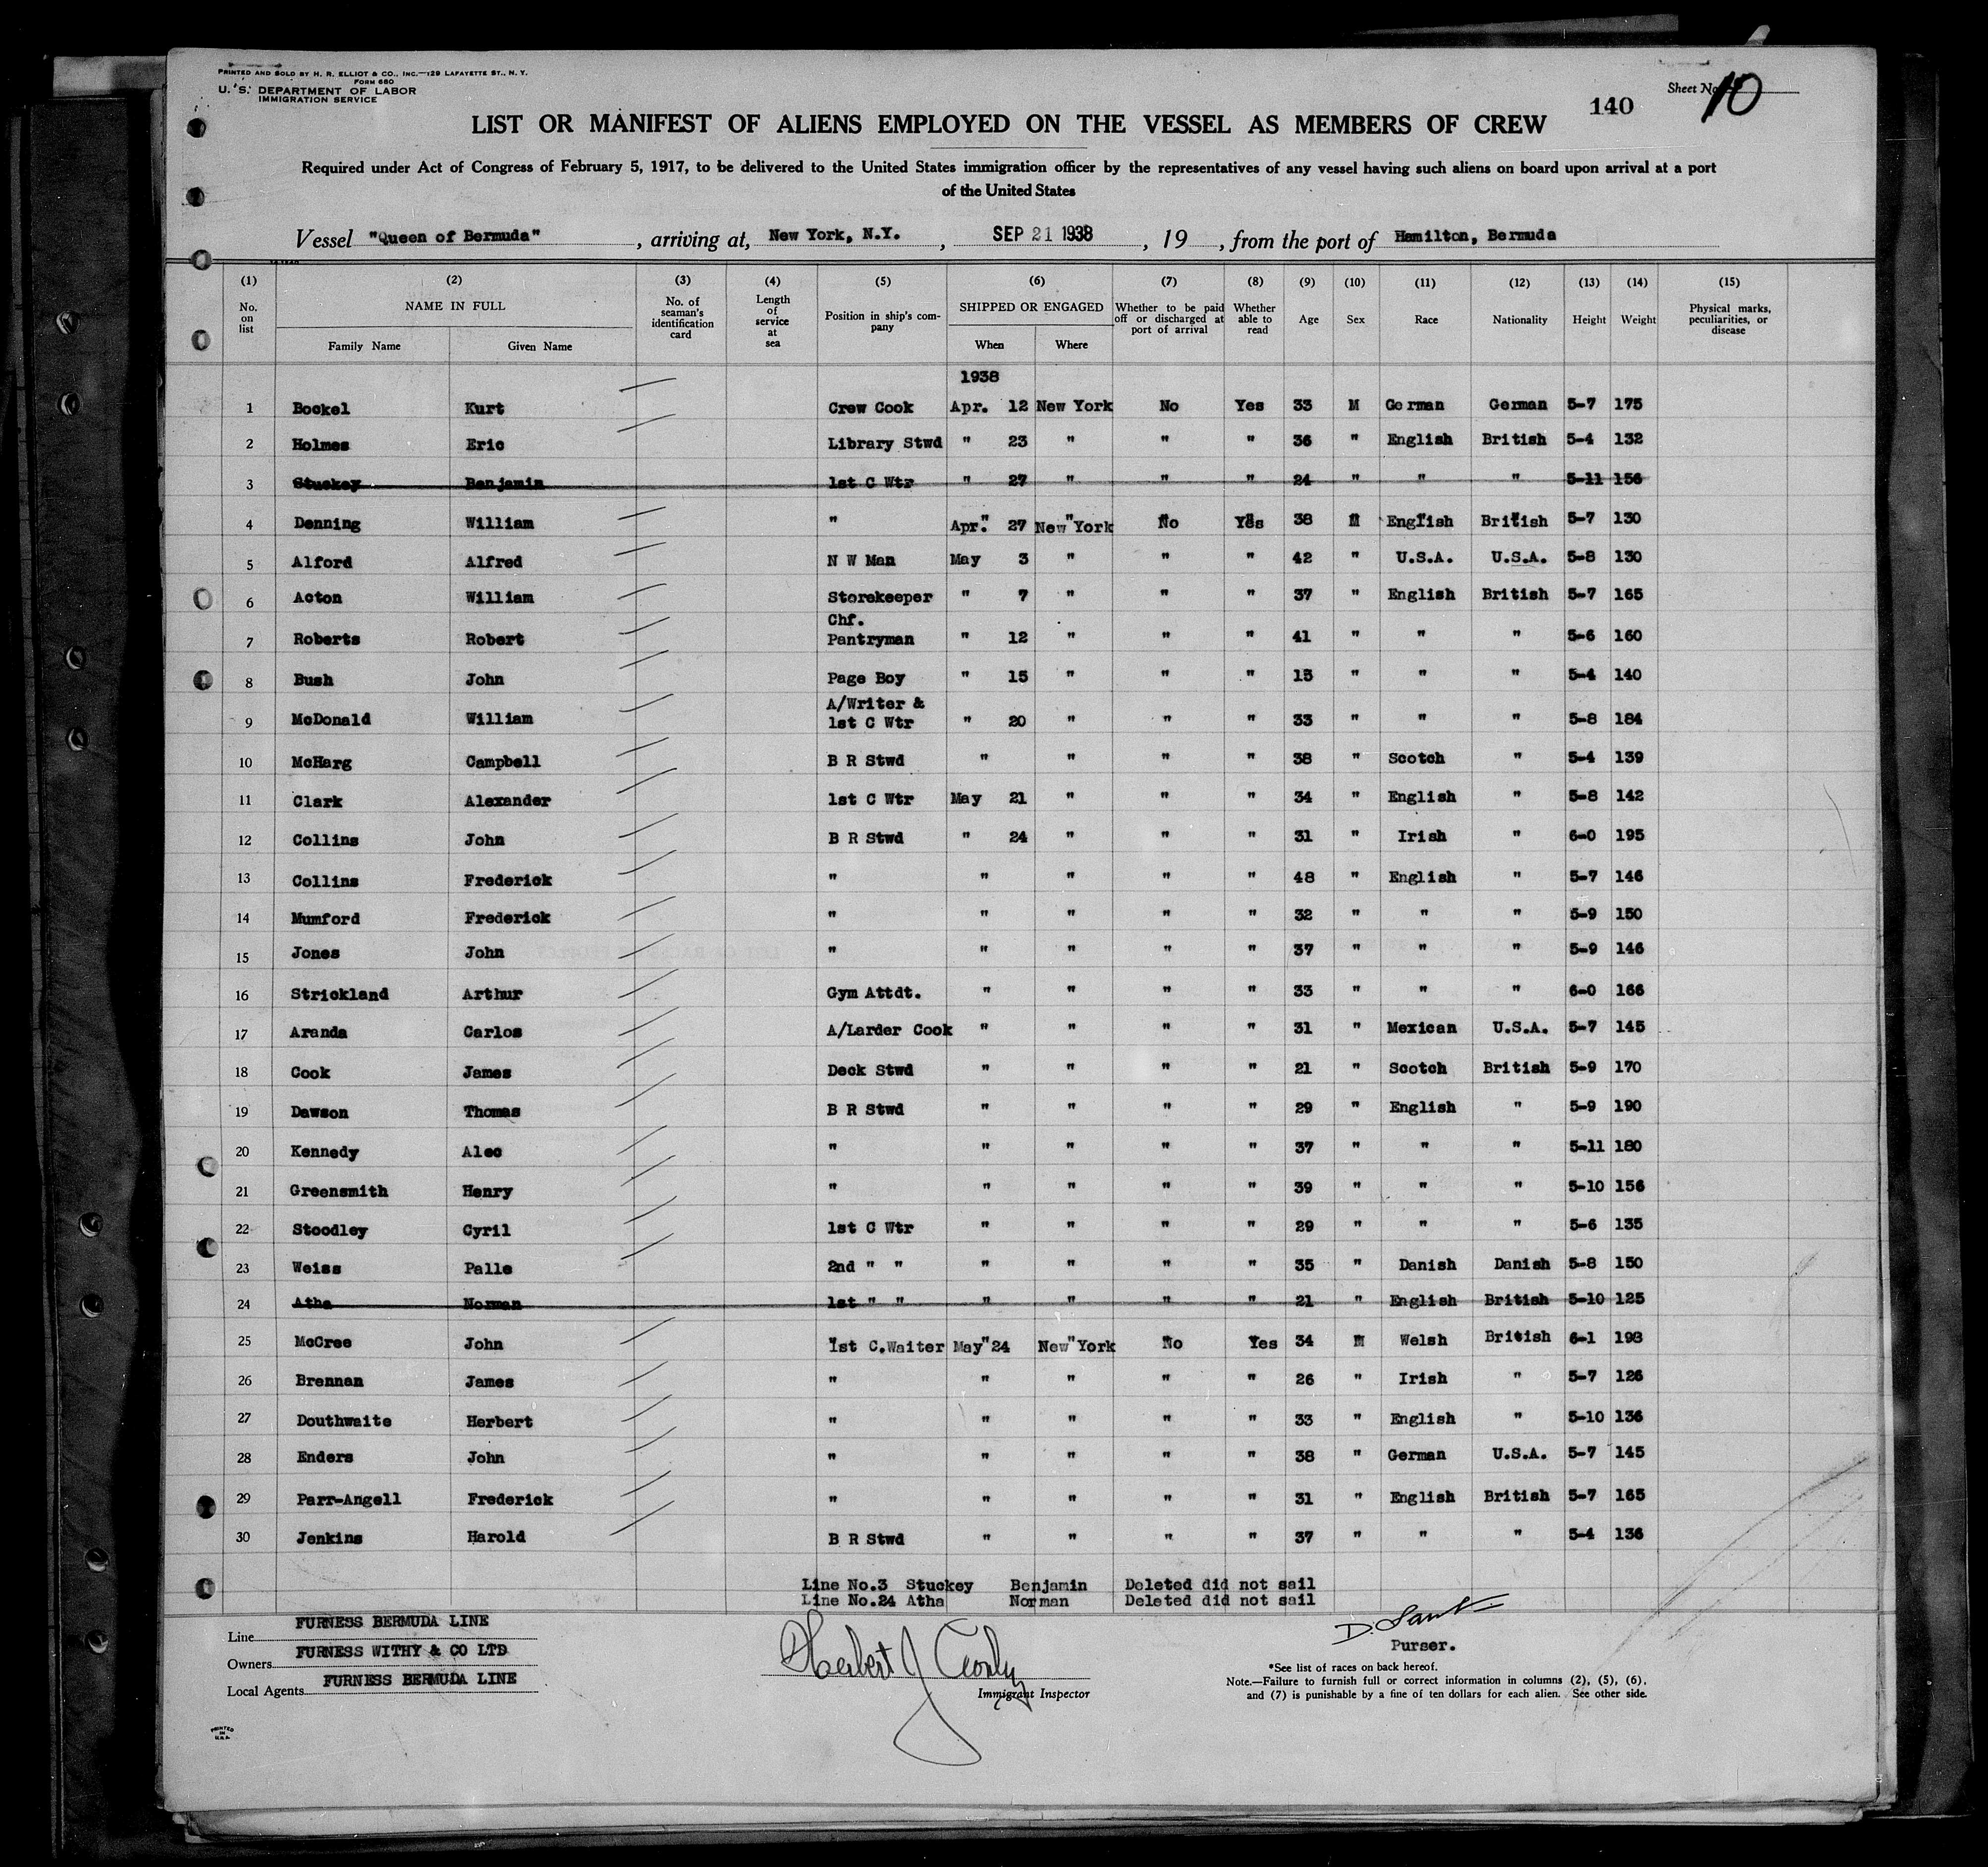 PRINTED AND SOLD BY H. R. ELLIOT & CO., INC.—129 LAFAYETTE ST., N. Y.
FORM 680
U. S. DEPARTMENT OF LABOR
IMMIGRATION SERVICE
Sheet No. 10
140
LIST OR MANIFEST OF ALIENS EMPLOYED ON THE VESSEL AS MEMBERS OF CREW
Required under Act of Congress of February 5, 1917, to be delivered to the United States immigration officer by the representatives of any vessel having such aliens on board upon arrival at a port
of the United States
Vessel "Queen of Bermuda", arriving at, New York, N.Y., SEP 21 1938, 19, from the port of Hamilton, Bermuda
(1) (2) (3) (4) (5) (6) (7) (8) (9) (10) (11) (12) (13) (14) (15)
No. on list NAME IN FULL Family Name Given Name No. of seaman's identification card Length of service at sea Position in ship's company SHIPPED OR ENGAGED When Where Whether to be paid off or discharged at port of arrival Whether able to read Age Sex Race Nationality Height Weight Physical marks, peculiarities, or disease
1938
1 Bockel Kurt Crew Cook Apr. 12 New York No Yes 33 M German German 5-7 175
2 Holmes Eric Library Stwd " 23 " " " 36 " English British 5-4 132
3 Stuckey Benjamin 1st C Wtr " 27 " " " 24 " " " 5-11 156
4 Denning William " Apr. 27 New York No Yes 38 M English British 5-7 130
5 Alford Alfred N W Man May 3 " " " 42 " U.S.A. U.S.A. 5-8 130
6 Acton William Storekeeper " 7 " " " 37 " English British 5-7 165
7 Roberts Robert Chf. Pantryman " 12 " " " 41 " " " 5-6 160
8 Bush John Page Boy " 15 " " " 15 " " " 5-4 140
9 McDonald William A/Writer & 1st C Wtr " 20 " " " 33 " " " 5-8 184
10 McHarg Campbell B R Stwd " " " " 38 " Scotch " 5-4 139
11 Clark Alexander 1st C Wtr May 21 " " " 34 " English " 5-8 142
12 Collins John B R Stwd " 24 " " " 31 " Irish " 6-0 195
13 Collins Frederick " " " " " 48 " English " 5-7 146
14 Mumford Frederick " " " " " 32 " " " 5-9 150
15 Jones John " " " " " 37 " " " 5-9 146
16 Strickland Arthur Gym Attdt. " " " " 33 " " " 6-0 166
17 Aranda Carlos A/Larder Cook " " " " 31 " Mexican U.S.A. 5-7 145
18 Cook James Deck Stwd " " " " 21 " Scotch British 5-9 170
19 Dawson Thomas B R Stwd " " " " 29 " English " 5-9 190
20 Kennedy Alec " " " " " 37 " " " 5-11 180
21 Greensmith Henry " " " " " 39 " " " 5-10 156
22 Stoodley Cyril 1st C Wtr " " " " 29 " " " 5-6 135
23 Weiss Palle 2nd " " " " " " 35 " Danish Danish 5-8 150
24 Atha Norman 1st " " " " " " 21 " English British 5-10 125
25 McCree John 1st C.Waiter May 24 New York No Yes 34 M Welsh British 6-1 198
26 Brennan James " " " " " 26 " Irish " 5-7 126
27 Douthwaite Herbert " " " " " 33 " English " 5-10 136
28 Enders John " " " " " 38 " German U.S.A. 5-7 145
29 Parr-Angell Frederick " " " " " 31 " English British 5-7 165
30 Jenkins Harold B R Stwd " " " " 37 " " " 5-4 136
Line No.3 Stuckey Benjamin Deleted did not sail
Line No.24 Atha Norman Deleted did not sail
Line FURNESS BERMUDA LINE
Owners FURNESS WITHY & CO LTD
Local Agents FURNESS BERMUDA LINE
Herbert J
Immigrant Inspector
D.
Purser.
*See list of races on back hereof.
Note.—Failure to furnish full or correct information in columns (2), (5), (6),
and (7) is punishable by a fine of ten dollars for each alien. See other side.
PRINTED
IN
U.S.A.